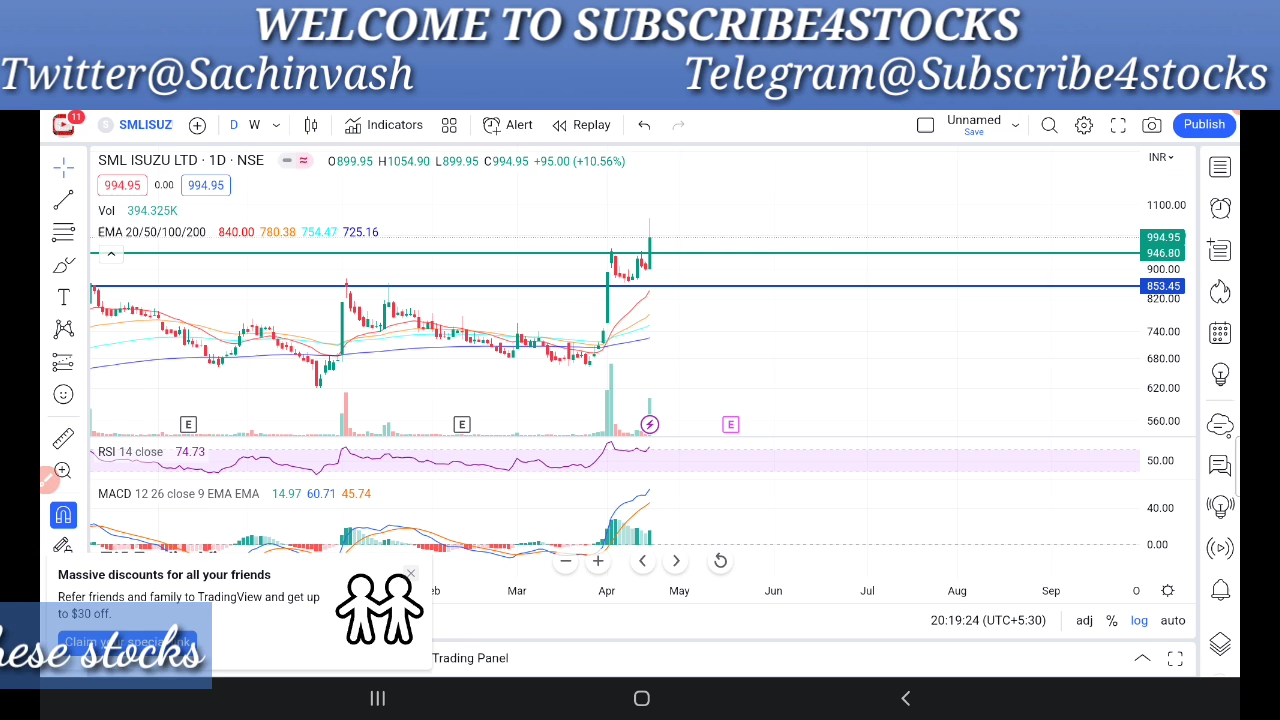 WELCOME TO SUBSCRIBE4STOCKS
Twitter@Sachinvash Telegram@Subscribe4stocks
11 S SMLISUZ D W Indicators Alert Replay Unnamed Save Publish
SML ISUZU LTD · 1D · NSE O899.95 H1054.90 L899.95 C994.95 +95.00 (+10.56%) INR
994.95 0.00 994.95
Vol 394.325K
1100.00
EMA 20/50/100/200 840.00 780.38 754.47 725.16
994.95
946.80
900.00
853.45
820.00
740.00
680.00
620.00
560.00
E E E
RSI 14 close 74.73
50.00
MACD 12 26 close 9 EMA EMA 14.97 60.71 45.74
40.00
0.00
Massive discounts for all your friends
Refer friends and family to TradingView and get up
to $30 off.
Claim your special link
eb Mar Apr May Jun Jul Aug Sep O
20:19:24 (UTC+5:30) adj % log auto
hese stocks
Trading Panel